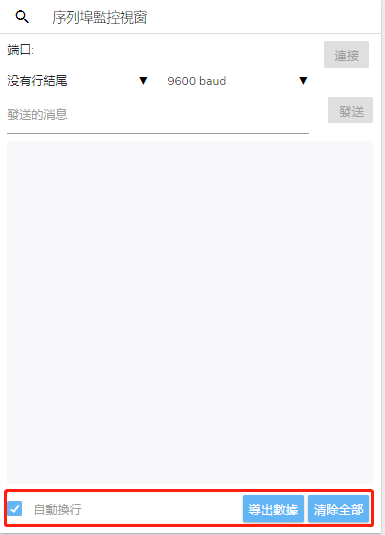 序列埠監控視窗
端口:
連接
没有行結尾 9600 baud
發送的消息 發送
自動換行 導出數據 清除全部